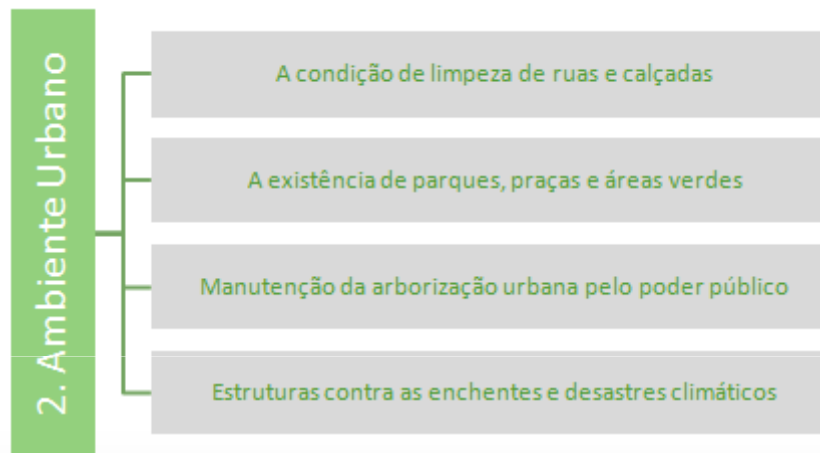 2. Ambiente Urbano
A condição de limpeza de ruas e calçadas
A existência de parques, praças e áreas verdes
Manutenção da arborização urbana pelo poder público
Estruturas contra as enchentes e desastres climáticos